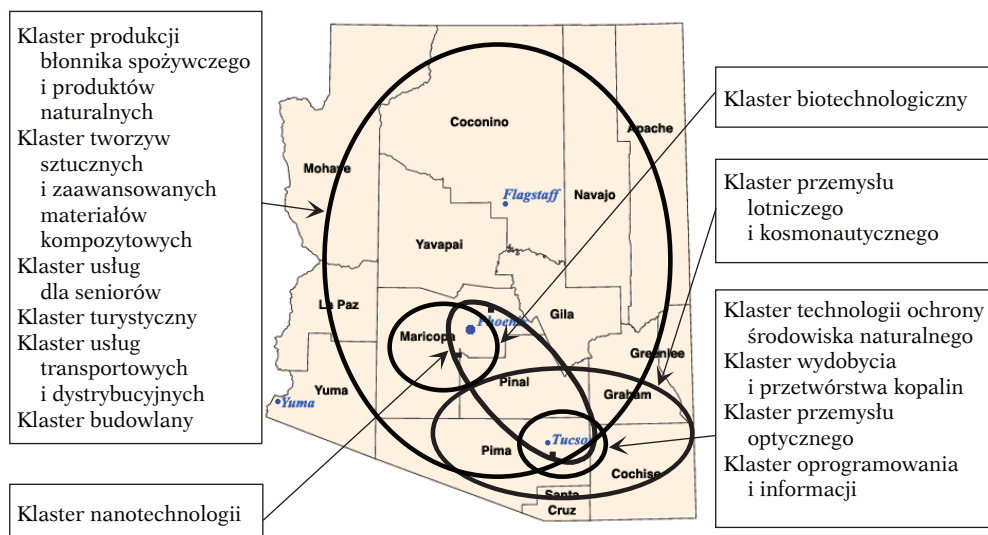 Klaster produkcji
błonnika spożywczego
i produktów
naturalnych
Klaster tworzyw
sztucznych
i zaawansowanych
materiałów
kompozytowych
Klaster usług
dla seniorów
Klaster turystyczny
Klaster usług
transportowych
i dystrybucyjnych
Klaster budowlany
Klaster nanotechnologii
Coconino
Apache
Mohave
Navajo
Flagstaff
Yavapai
La Paz
Gila
Phoenix
Maricopa
Greenlee
Yuma
Pinal
Graham
Yuma
Tucson
Pima
Cochise
Santa
Cruz
Klaster biotechnologiczny
Klaster przemysłu
lotniczego
i kosmonautycznego
Klaster technologii ochrony
środowiska naturalnego
Klaster wydobycia
i przetwórstwa kopalin
Klaster przemysłu
optycznego
Klaster oprogramowania
i informacji